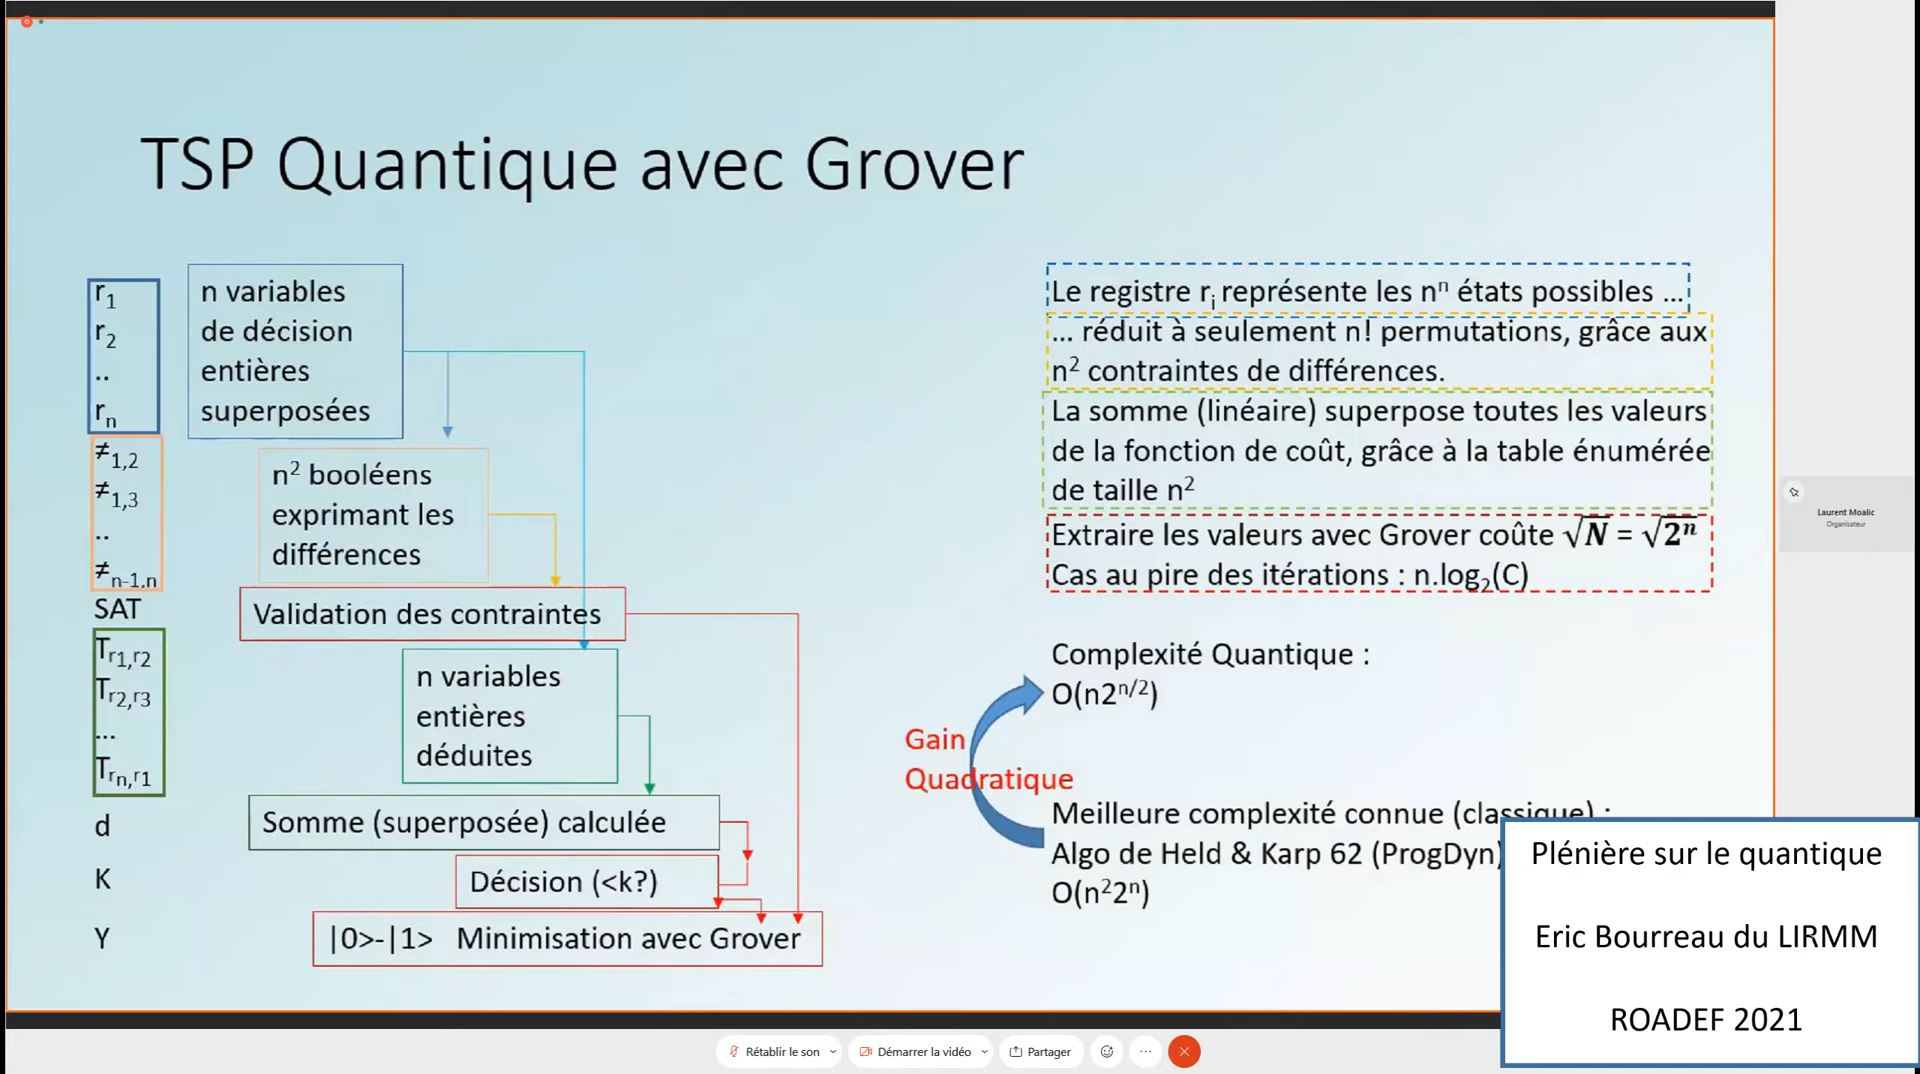 TSP Quantique avec Grover
r1
r2
..
rn
≠1,2
≠1,3
..
≠n-1,n
SAT
Tr1,r2
Tr2,r3
...
Trn,r1
d
K
Y
n variables
de décision
entières
superposées
n² booléens
exprimant les
différences
Validation des contraintes
n variables
entières
déduites
Somme (superposée) calculée
Décision (<k?)
|0>-|1> Minimisation avec Grover
Le registre ri représente les nⁿ états possibles ...
... réduit à seulement n! permutations, grâce aux
n² contraintes de différences.
La somme (linéaire) superpose toutes les valeurs
de la fonction de coût, grâce à la table énumérée
de taille n²
Extraire les valeurs avec Grover coûte √N = √2ⁿ
Cas au pire des itérations : n.log₂(C)
Complexité Quantique :
O(n2^n/2)
Gain
Quadratique
Meilleure complexité connue (classique) :
Algo de Held & Karp 62 (ProgDyn)
O(n²2ⁿ)
Plénière sur le quantique
Eric Bourreau du LIRMM
ROADEF 2021
Laurent Moalic
Organisateur
Rétablir le son
Démarrer la vidéo
Partager